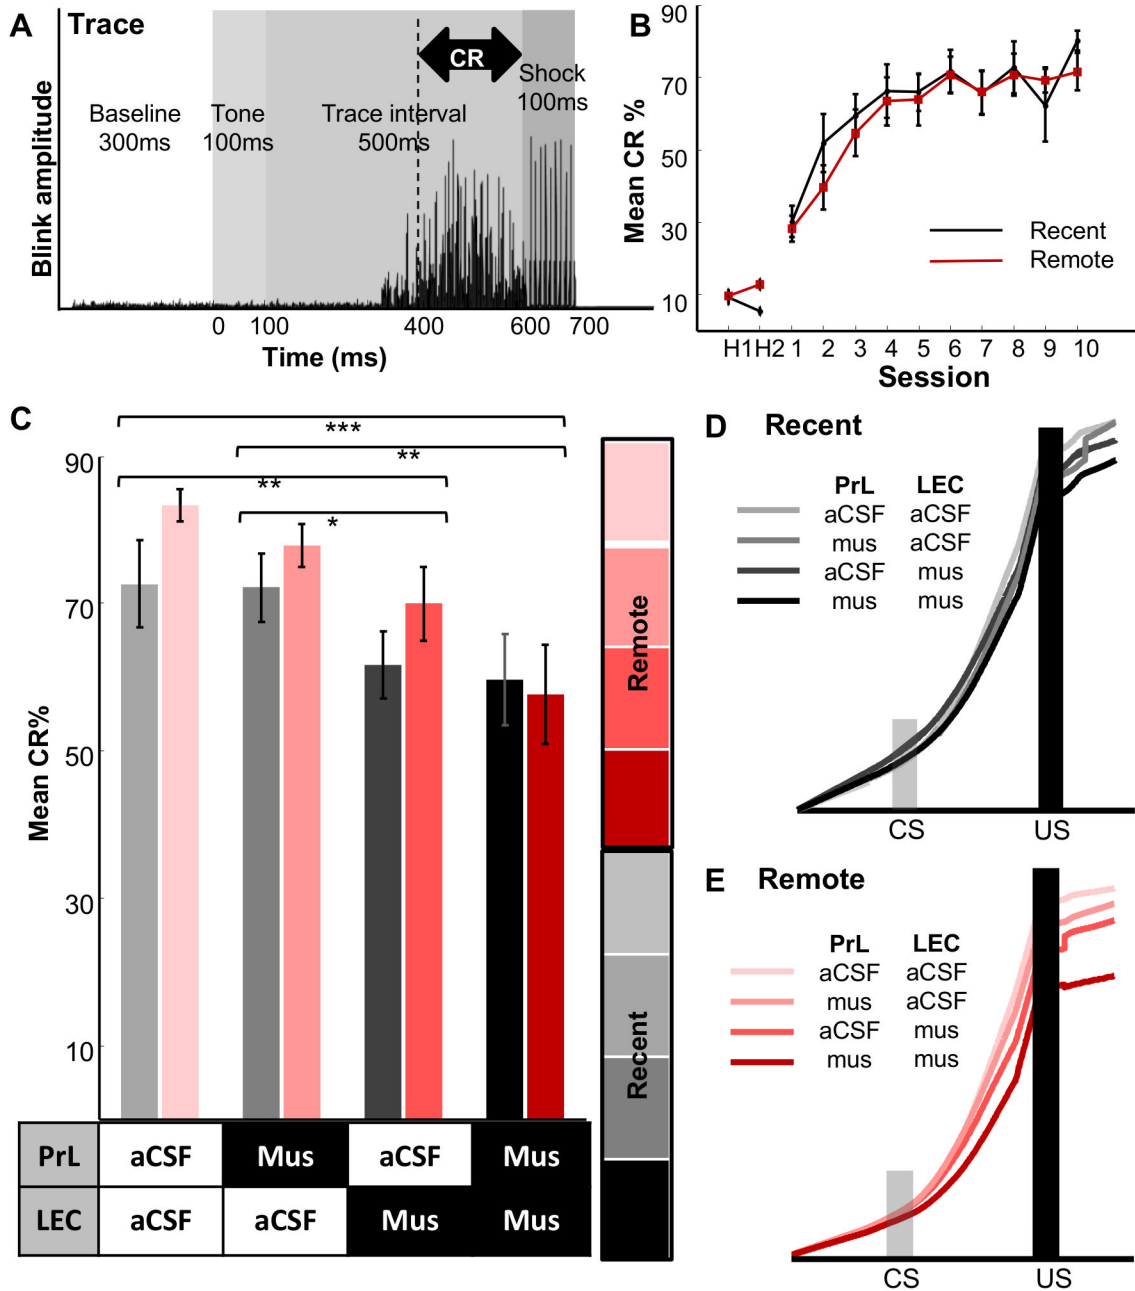 A Trace
CR
Shock
100ms
Baseline
300ms
Tone
100ms
Trace interval
500ms
Blink amplitude
0 100 400 600 700
Time (ms)
B
90
70
50
30
10
Mean CR %
Recent
Remote
H1 H2 1 2 3 4 5 6 7 8 9 10
Session
C
***
**
**
*
90
70
50
30
10
Mean CR%
PrL aCSF Mus aCSF Mus
LEC aCSF aCSF Mus Mus
Remote
Recent
D Recent
PrL LEC
aCSF aCSF
mus aCSF
aCSF mus
mus mus
CS US
E Remote
PrL LEC
aCSF aCSF
mus aCSF
aCSF mus
mus mus
CS US